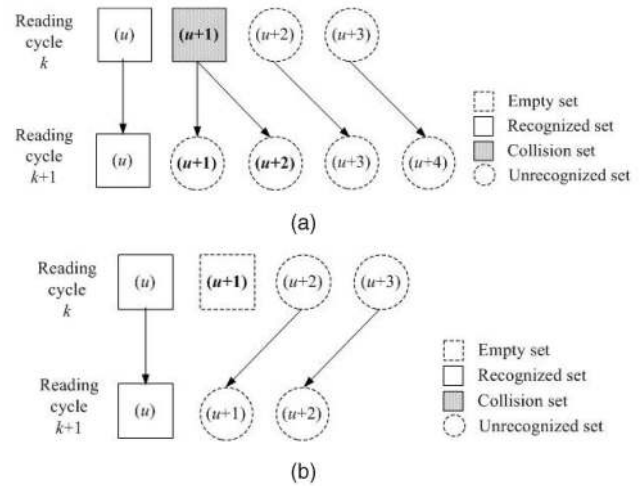 Reading
cycle
k
(u) (u+1) (u+2) (u+3)
Reading
cycle
k+1
(u) (u+1) (u+2) (u+3) (u+4)
Empty set
Recognized set
Collision set
Unrecognized set
(a)
Reading
cycle
k
(u) (u+1) (u+2) (u+3)
Reading
cycle
k+1
(u) (u+1) (u+2)
Empty set
Recognized set
Collision set
Unrecognized set
(b)